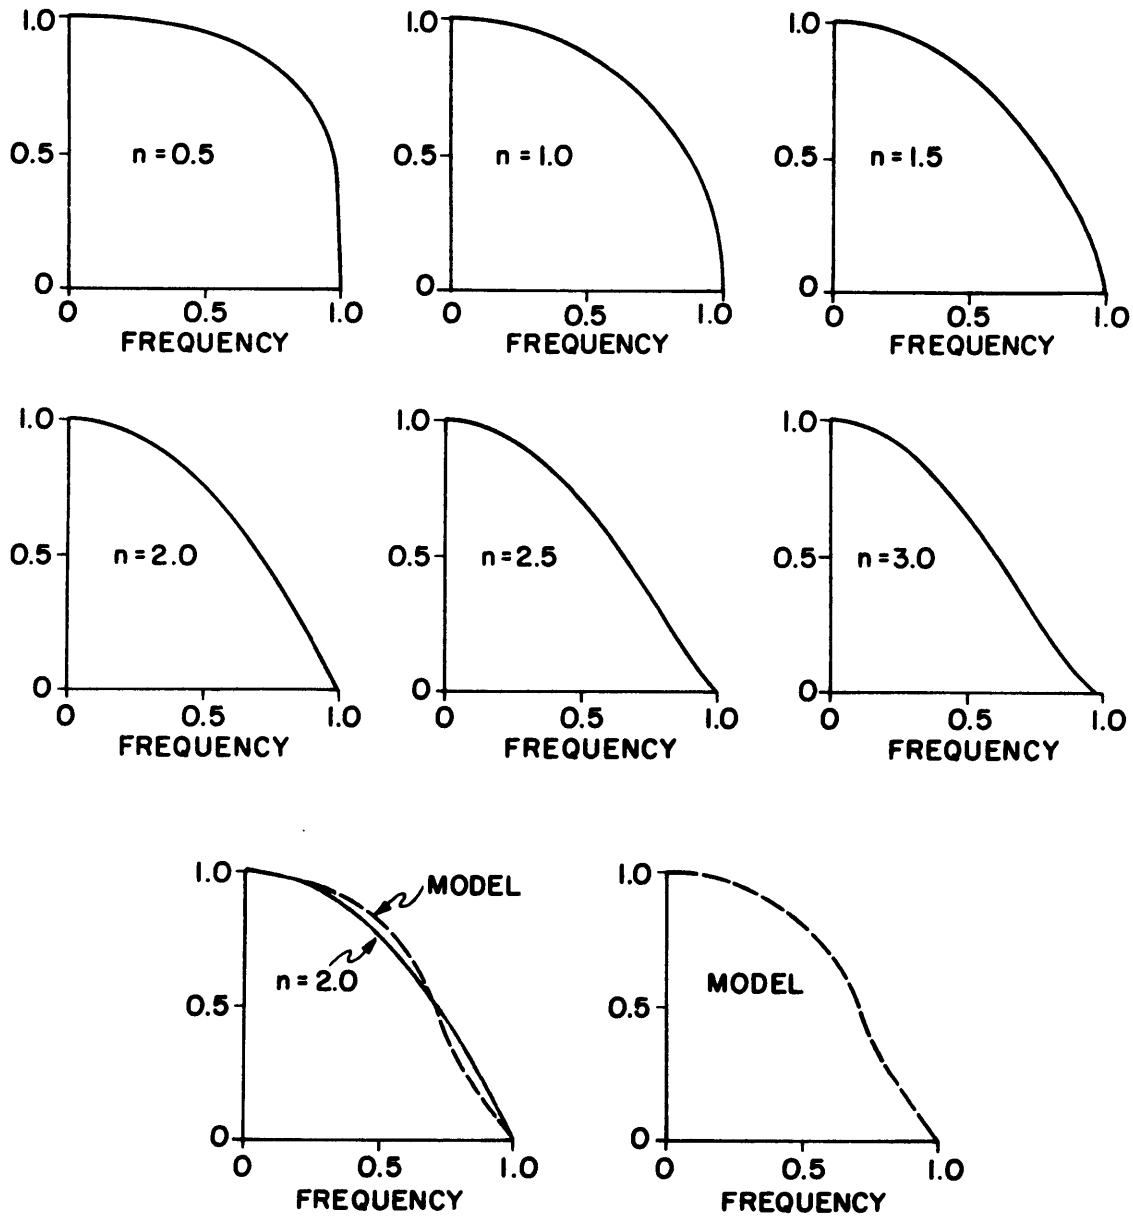 1.0 1.0 1.0
0.5 0.5 0.5
n = 0.5 n = 1.0 n = 1.5
0 0 0
0 0.5 1.0 0 0.5 1.0 0 0.5 1.0
FREQUENCY FREQUENCY FREQUENCY
1.0 1.0 1.0
0.5 0.5 0.5
n = 2.0 n = 2.5 n = 3.0
0 0 0
0 0.5 1.0 0 0.5 1.0 0 0.5 1.0
FREQUENCY FREQUENCY FREQUENCY
1.0 1.0
MODEL
n = 2.0 MODEL
0.5 0.5
0 0
0 0.5 1.0 0 0.5 1.0
FREQUENCY FREQUENCY